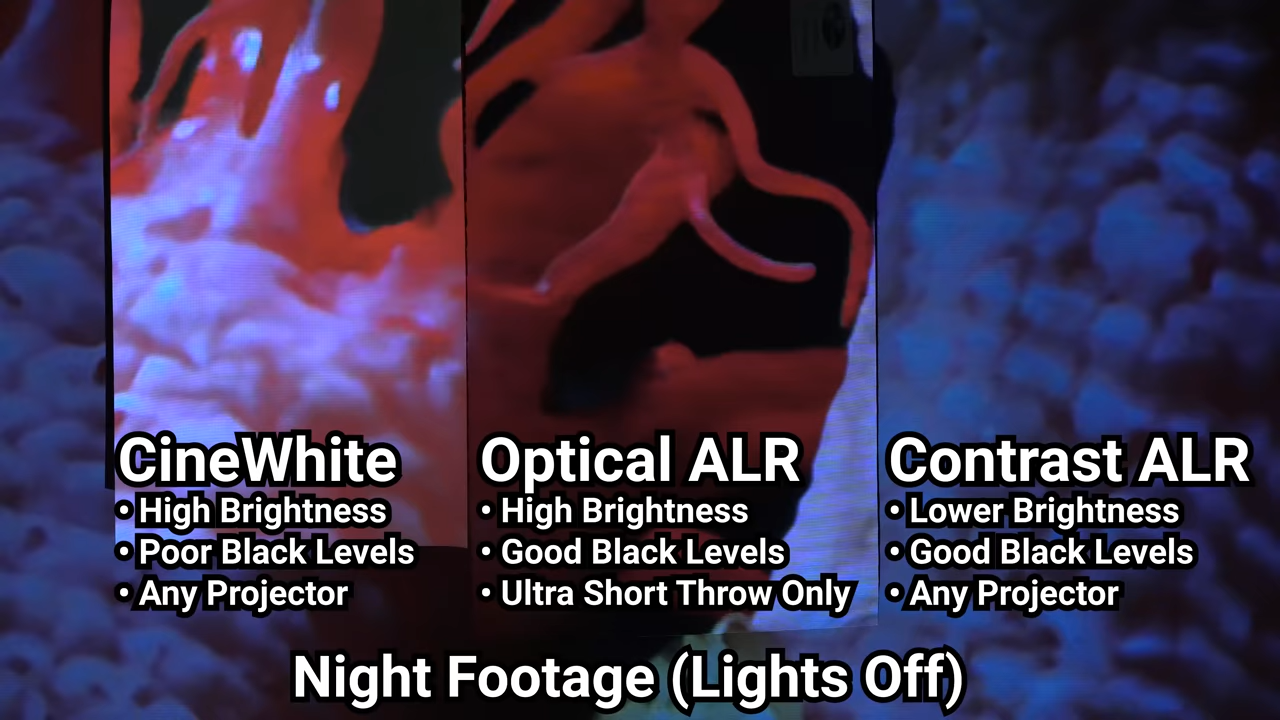 CineWhite
• High Brightness
• Poor Black Levels
• Any Projector
Optical ALR
• High Brightness
• Good Black Levels
• Ultra Short Throw Only
Contrast ALR
• Lower Brightness
• Good Black Levels
• Any Projector
Night Footage (Lights Off)